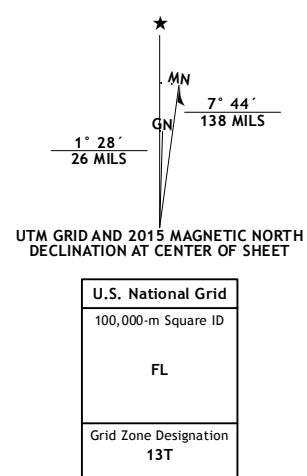 ★
MN
7° 44´
138 MILS
GN
1° 28´
26 MILS
UTM GRID AND 2015 MAGNETIC NORTH
DECLINATION AT CENTER OF SHEET
U.S. National Grid
100,000-m Square ID
FL
Grid Zone Designation
13T